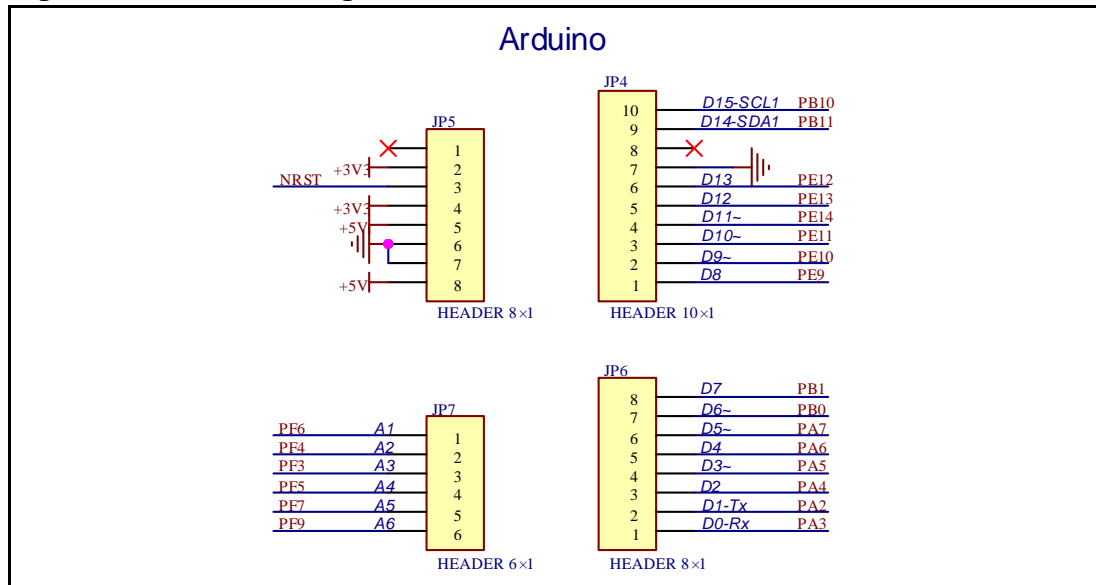 Arduino
JP5
1
+3V3 2
NRST 3
+3V3 4
+5V 5
6
7
+5V 8
HEADER 8×1
JP4
10 D15-SCL1 PB10
9 D14-SDA1 PB11
8
7
6 D13 PE12
5 D12 PE13
4 D11~ PE14
3 D10~ PE11
2 D9~ PE10
1 D8 PE9
HEADER 10×1
JP7
PF6 A1 1
PF4 A2 2
PF3 A3 3
PF5 A4 4
PF7 A5 5
PF9 A6 6
HEADER 6×1
JP6
8 D7 PB1
7 D6~ PB0
6 D5~ PA7
5 D4 PA6
4 D3~ PA5
3 D2 PA4
2 D1-Tx PA2
1 D0-Rx PA3
HEADER 8×1